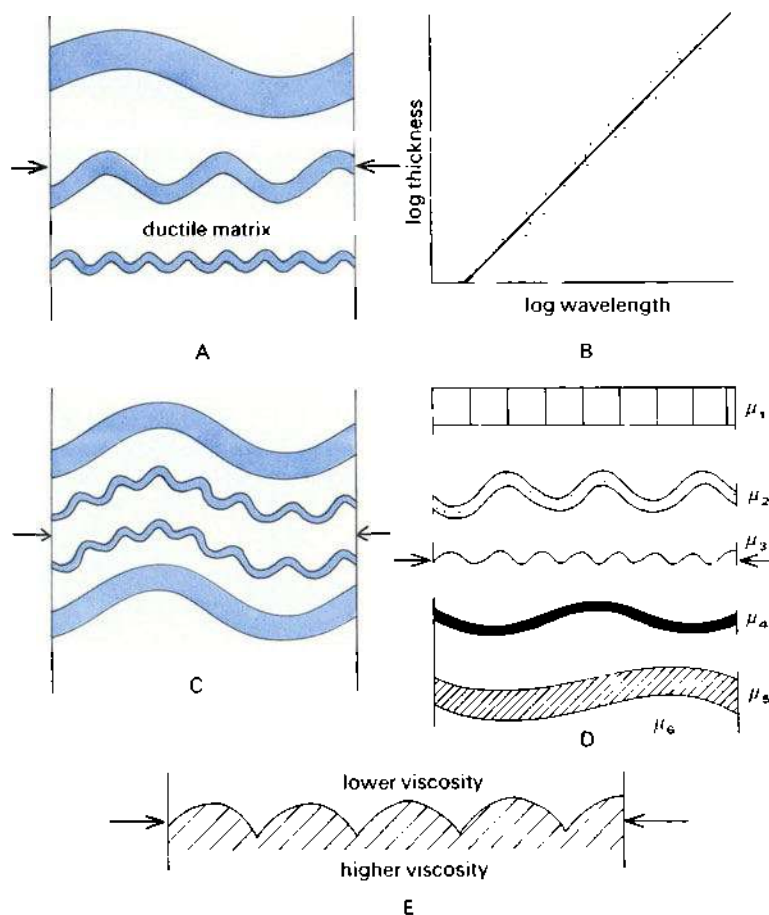 ductile matrix
A
log thickness
log wavelength
B
C
μ₁
μ₂
μ₃
μ₄
μ₅
μ₆
D
lower viscosity
higher viscosity
E